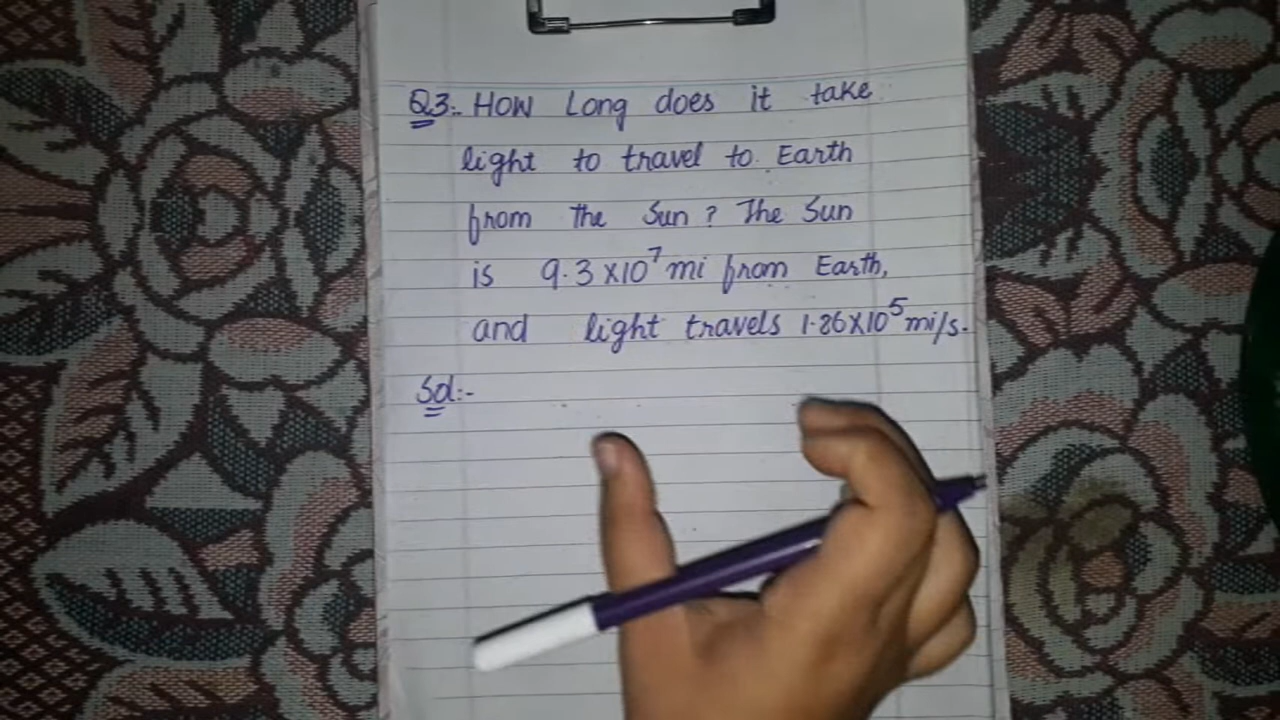 Q3:. HOW Long does it take
light to travel to Earth
from the Sun? The Sun
is 9.3×10⁷ mi from Earth,
and light travels 1.86×10⁵ mi/s.
Sol:-